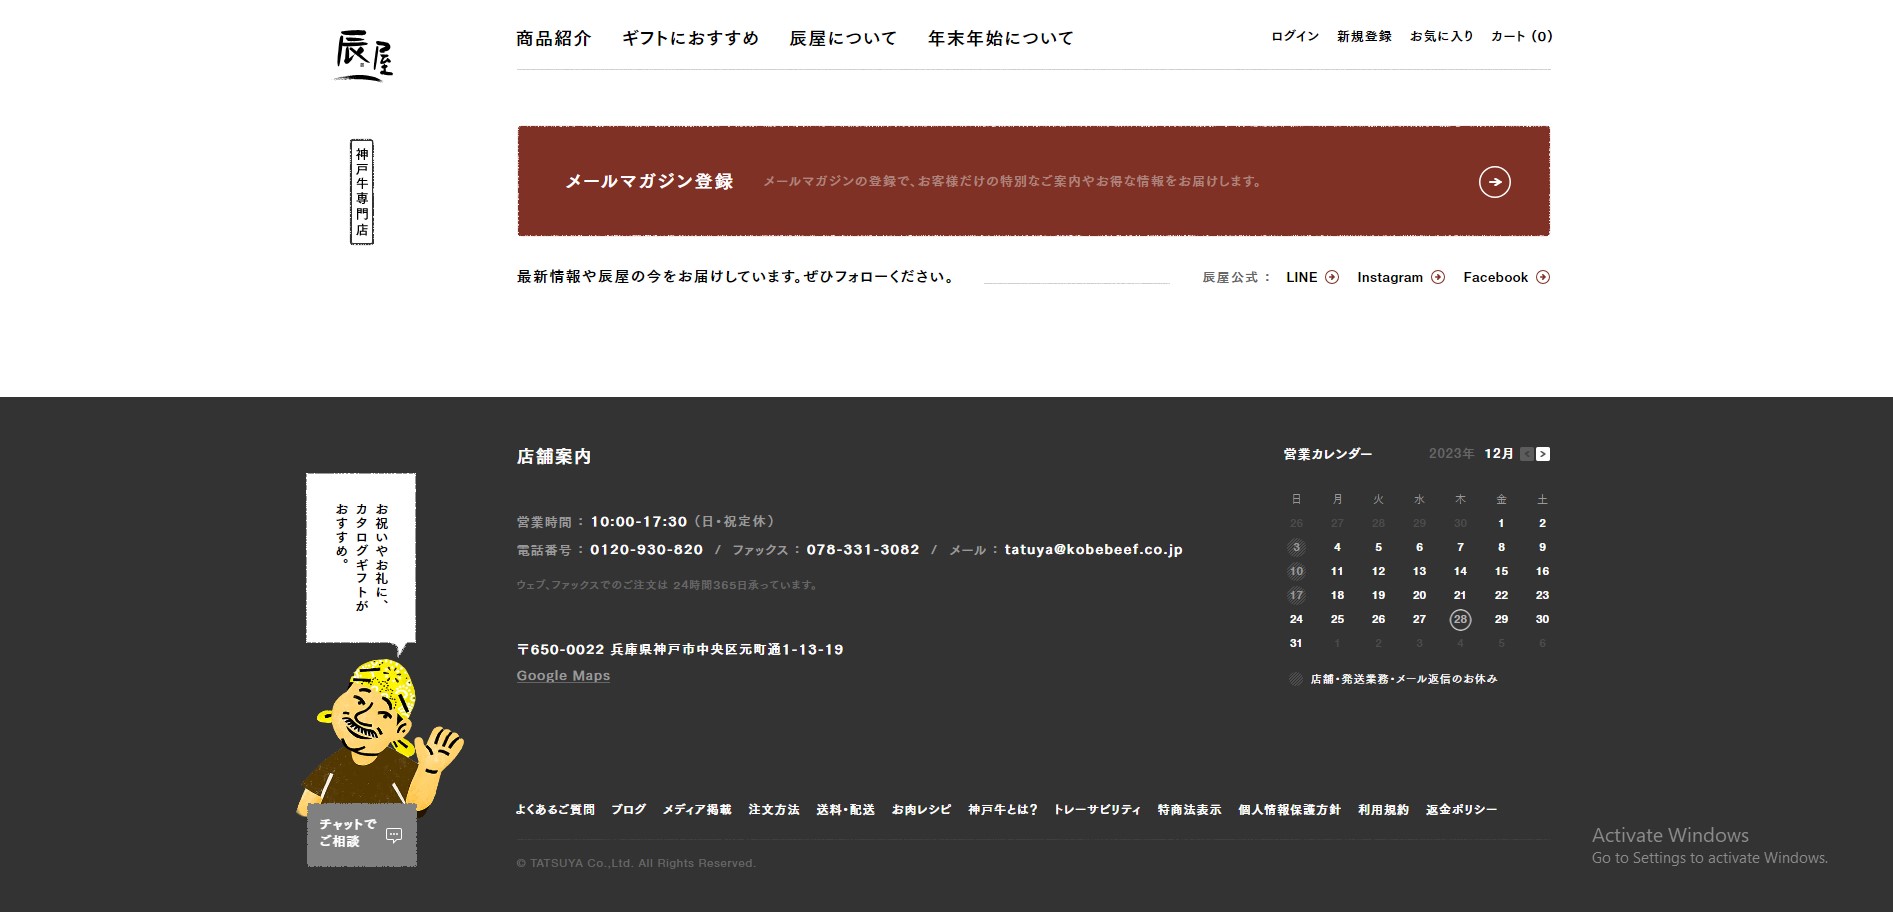 辰屋
商品紹介 ギフトにおすすめ 辰屋について 年末年始について
ログイン 新規登録 お気に入り カート (0)
神戸牛専門店
メールマガジン登録 メールマガジンの登録で、お客様だけの特別なご案内やお得な情報をお届けします。
最新情報や辰屋の今をお届けしています。ぜひフォローください。
辰屋公式： LINE Instagram Facebook
お祝いやお礼に、
カタログギフトが
おすすめ。
チャットで
ご相談
店舗案内
営業時間： 10:00-17:30 （日・祝定休）
電話番号： 0120-930-820 / ファックス： 078-331-3082 / メール： tatuya@kobebeef.co.jp
ウェブ、ファックスでのご注文は 24時間365日承っています。
〒650-0022 兵庫県神戸市中央区元町通1-13-19
Google Maps
営業カレンダー 2023年 12月 < >
日 月 火 水 木 金 土
26 27 28 29 30 1 2
3 4 5 6 7 8 9
10 11 12 13 14 15 16
17 18 19 20 21 22 23
24 25 26 27 28 29 30
31 1 2 3 4 5 6
店舗・発送業務・メール返信のお休み
よくあるご質問 ブログ メディア掲載 注文方法 送料・配送 お肉レシピ 神戸牛とは？ トレーサビリティ 特商法表示 個人情報保護方針 利用規約 返金ポリシー
© TATSUYA Co.,Ltd. All Rights Reserved.
Activate Windows
Go to Settings to activate Windows.